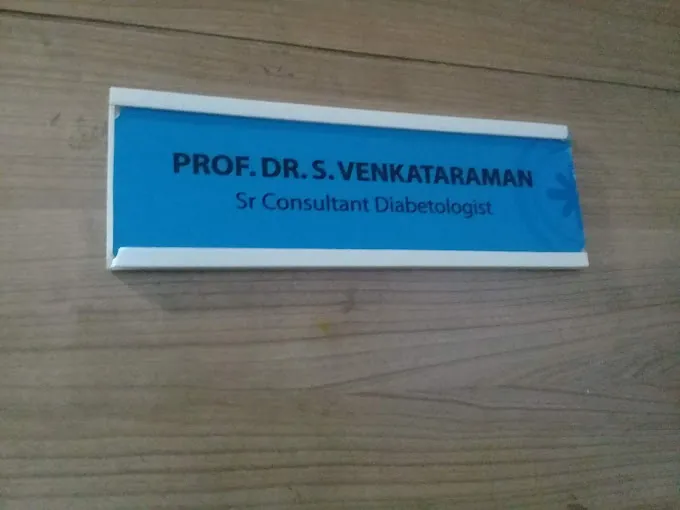 PROF. DR. S. VENKATARAMAN
Sr Consultant Diabetologist